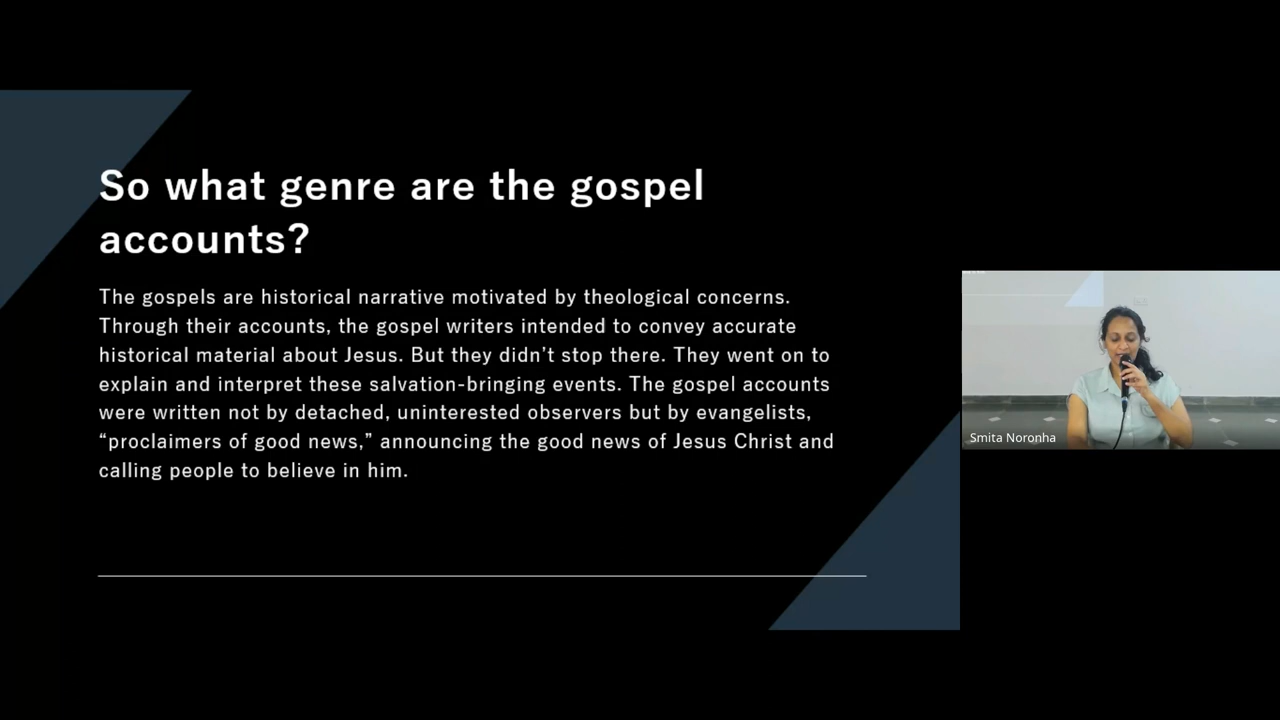 So what genre are the gospel
accounts?
The gospels are historical narrative motivated by theological concerns.
Through their accounts, the gospel writers intended to convey accurate
historical material about Jesus. But they didn’t stop there. They went on to
explain and interpret these salvation-bringing events. The gospel accounts
were written not by detached, uninterested observers but by evangelists,
“proclaimers of good news,” announcing the good news of Jesus Christ and
calling people to believe in him.
Smita Noronha